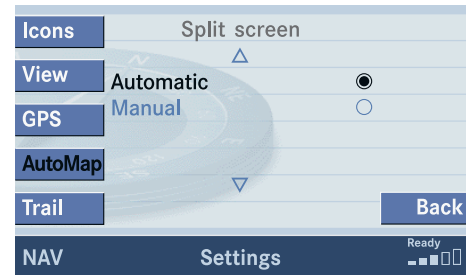 Icons
Split screen
View
Automatic
Manual
GPS
AutoMap
Trail
Back
NAV
Settings
Ready